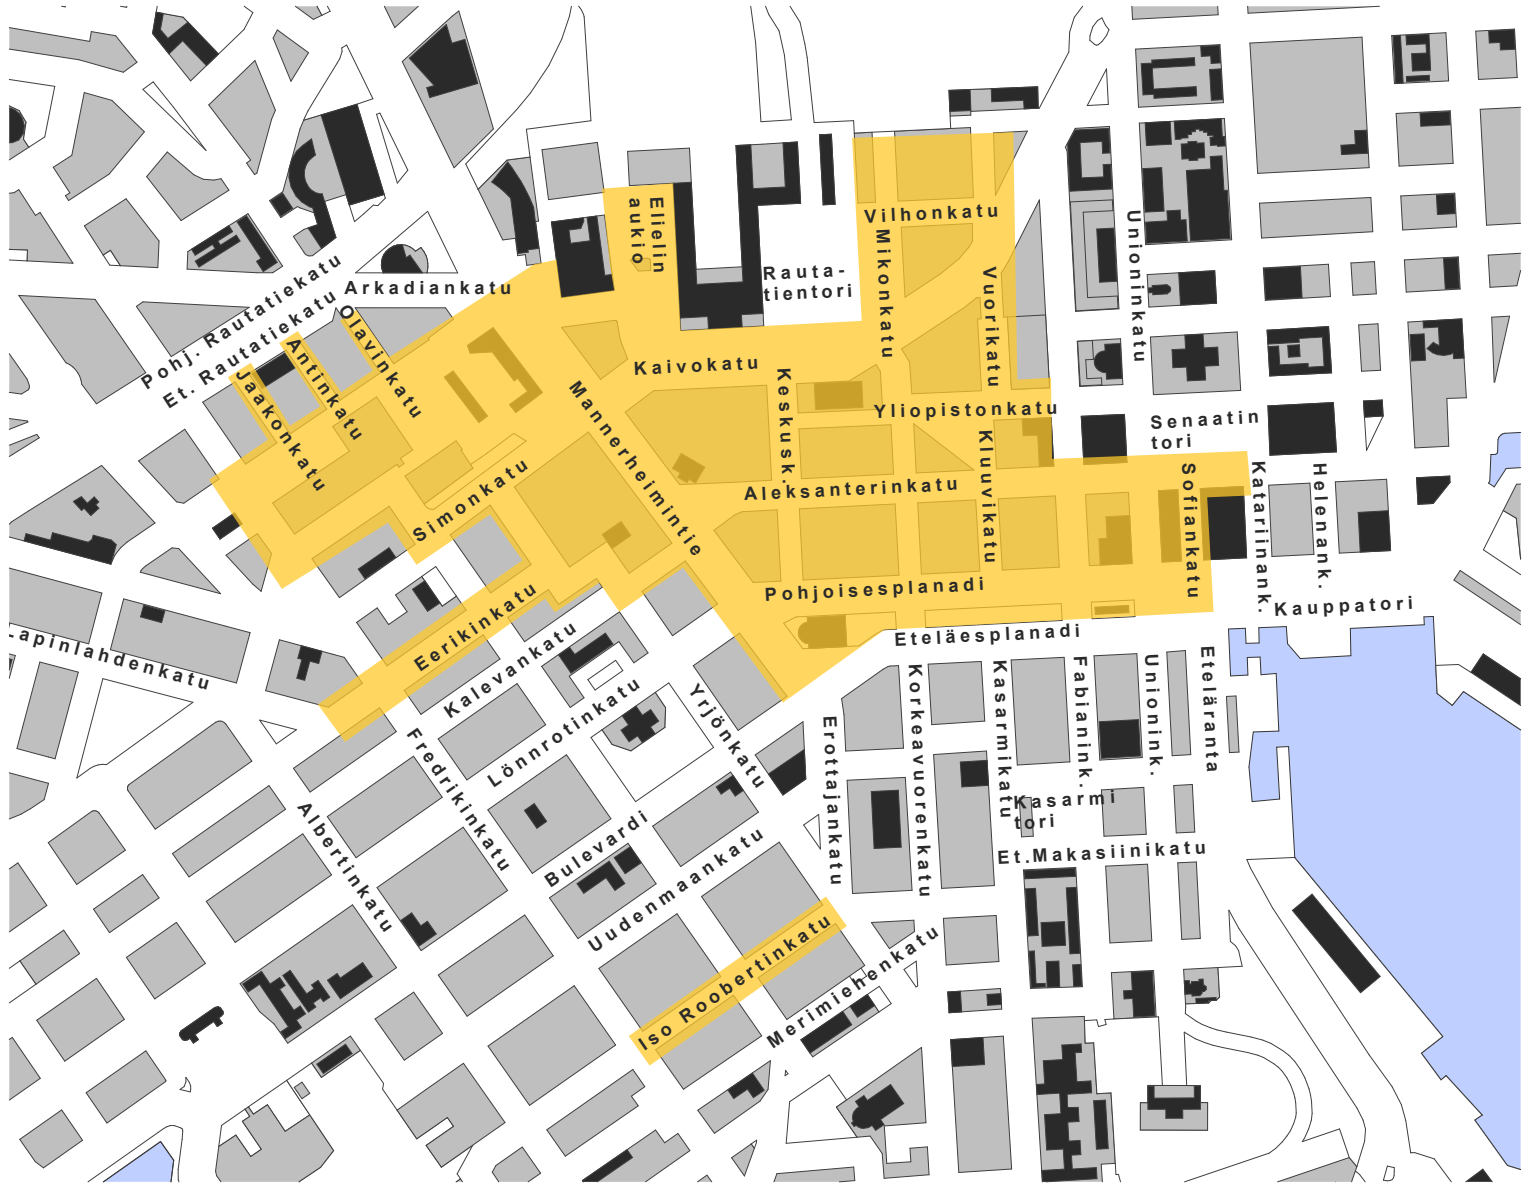 Elielin
aukio
Vilhonkatu
Mikonkatu
Vuorikatu
Unioninkatu
Rauta-
tientori
Pohj. Rautatiekatu
Et. Rautatiekatu
Arkadiankatu
Olavinkatu
Antinkatu
Jaakonkatu
Kaivokatu
Keskusk.
Mannerheimintie
Yliopistonkatu
Kluuvikatu
Senaatin
tori
Simonkatu
Aleksanterinkatu
Sofiankatu
Katariinank.
Helenank.
Pohjoisesplanadi
Kauppatori
Eteläesplanadi
Lapinlahdenkatu
Eerikinkatu
Kalevankatu
Lönnrotinkatu
Yrjönkatu
Fredrikinkatu
Albertinkatu
Bulevardi
Uudenmaankatu
Erottajankatu
Korkeavuorenkatu
Kasarmikatu
Fabianink.
Unionink.
Eteläranta
Kasarmi
tori
Et.Makasiinikatu
Iso Roobertinkatu
Merimiehenkatu